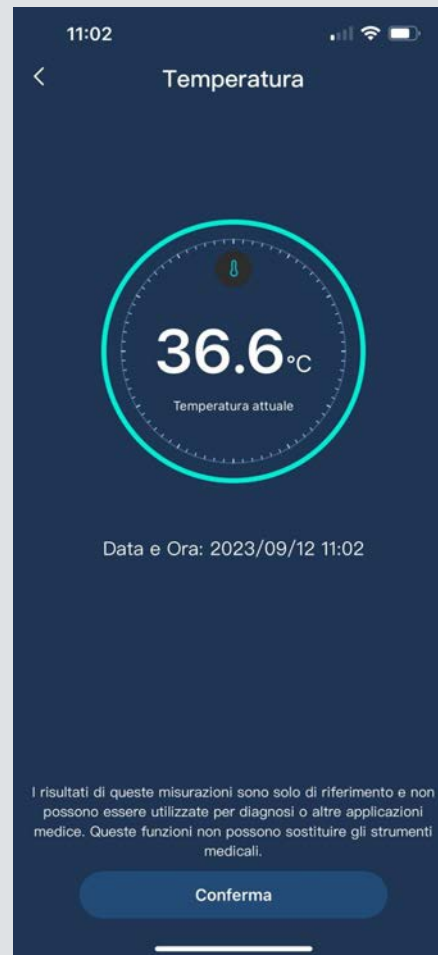 11:02
Temperatura
36.6°C
Temperatura attuale
Data e Ora: 2023/09/12 11:02
I risultati di queste misurazioni sono solo di riferimento e non
possono essere utilizzate per diagnosi o altre applicazioni
medice. Queste funzioni non possono sostituire gli strumenti
medicali.
Conferma